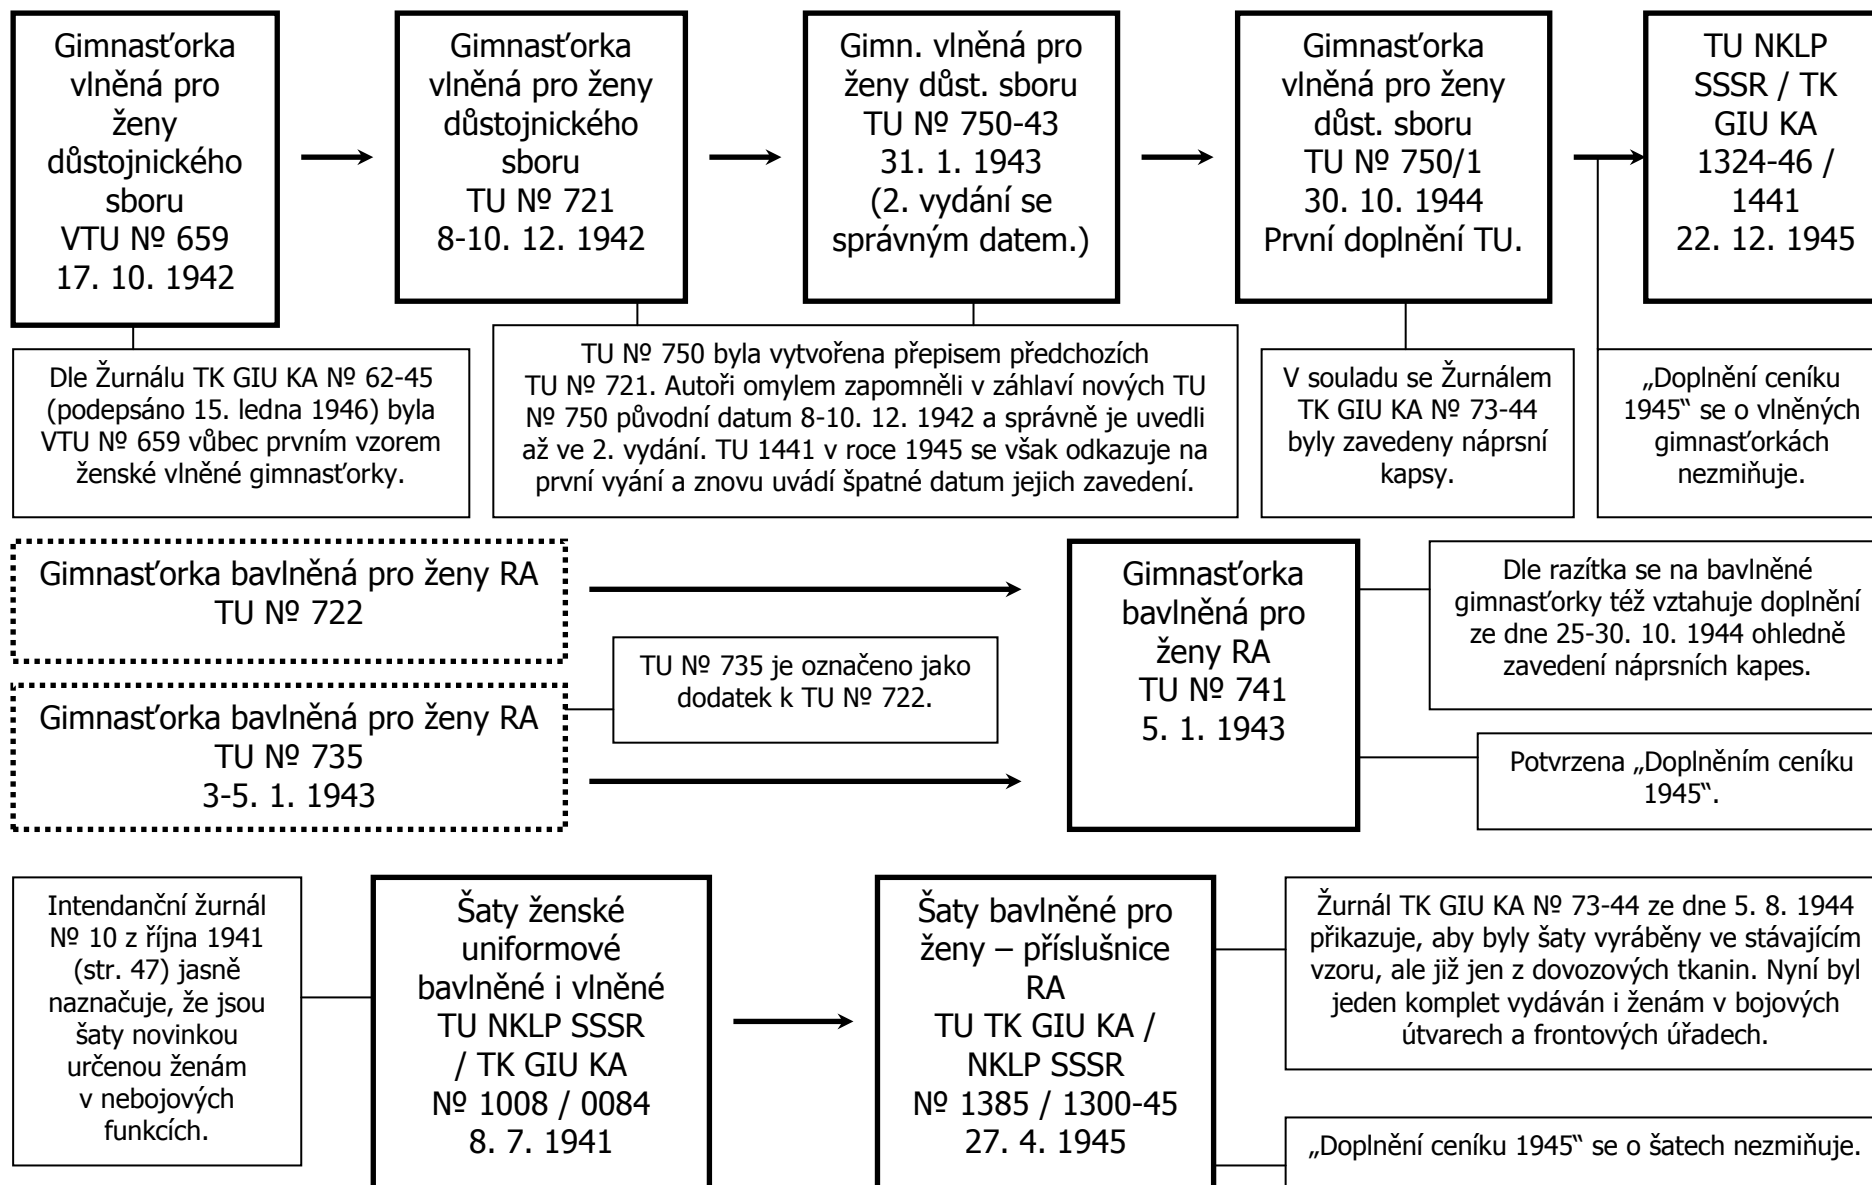 Gimnasťorka
vlněná pro
ženy
důstojnického
sboru
VTU № 659
17. 10. 1942
Gimnasťorka
vlněná pro ženy
důstojnického
sboru
TU № 721
8-10. 12. 1942
Gimn. vlněná pro
ženy důst. sboru
TU № 750-43
31. 1. 1943
(2. vydání se
správným datem.)
Gimnasťorka
vlněná pro ženy
důst. sboru
TU № 750/1
30. 10. 1944
První doplnění TU.
TU NKLP
SSSR / TK
GIU KA
1324-46 /
1441
22. 12. 1945
Dle Žurnálu TK GIU KA № 62-45
(podepsáno 15. ledna 1946) byla
VTU № 659 vůbec prvním vzorem
ženské vlněné gimnasťorky.
TU № 750 byla vytvořena přepisem předchozích
TU № 721. Autoři omylem zapomněli v záhlaví nových TU
№ 750 původní datum 8-10. 12. 1942 a správně je uvedli
až ve 2. vydání. TU 1441 v roce 1945 se však odkazuje na
první vyání a znovu uvádí špatné datum jejich zavedení.
V souladu se Žurnálem
TK GIU KA № 73-44
byly zavedeny náprsní
kapsy.
„Doplnění ceníku
1945“ se o vlněných
gimnasťorkách
nezmiňuje.
Gimnasťorka bavlněná pro ženy RA
TU № 722
Gimnasťorka bavlněná pro ženy RA
TU № 735
3-5. 1. 1943
TU № 735 je označeno jako
dodatek k TU № 722.
Gimnasťorka
bavlněná pro
ženy RA
TU № 741
5. 1. 1943
Dle razítka se na bavlněné
gimnasťorky též vztahuje doplnění
ze dne 25-30. 10. 1944 ohledně
zavedení náprsních kapes.
Potvrzena „Doplněním ceníku
1945“.
Intendanční žurnál
№ 10 z října 1941
(str. 47) jasně
naznačuje, že jsou
šaty novinkou
určenou ženám
v nebojových
funkcích.
Šaty ženské
uniformové
bavlněné i vlněné
TU NKLP SSSR
/ TK GIU KA
№ 1008 / 0084
8. 7. 1941
Šaty bavlněné pro
ženy – příslušnice
RA
TU TK GIU KA /
NKLP SSSR
№ 1385 / 1300-45
27. 4. 1945
Žurnál TK GIU KA № 73-44 ze dne 5. 8. 1944
přikazuje, aby byly šaty vyráběny ve stávajícím
vzoru, ale již jen z dovozových tkanin. Nyní byl
jeden komplet vydáván i ženám v bojových
útvarech a frontových úřadech.
„Doplnění ceníku 1945“ se o šatech nezmiňuje.